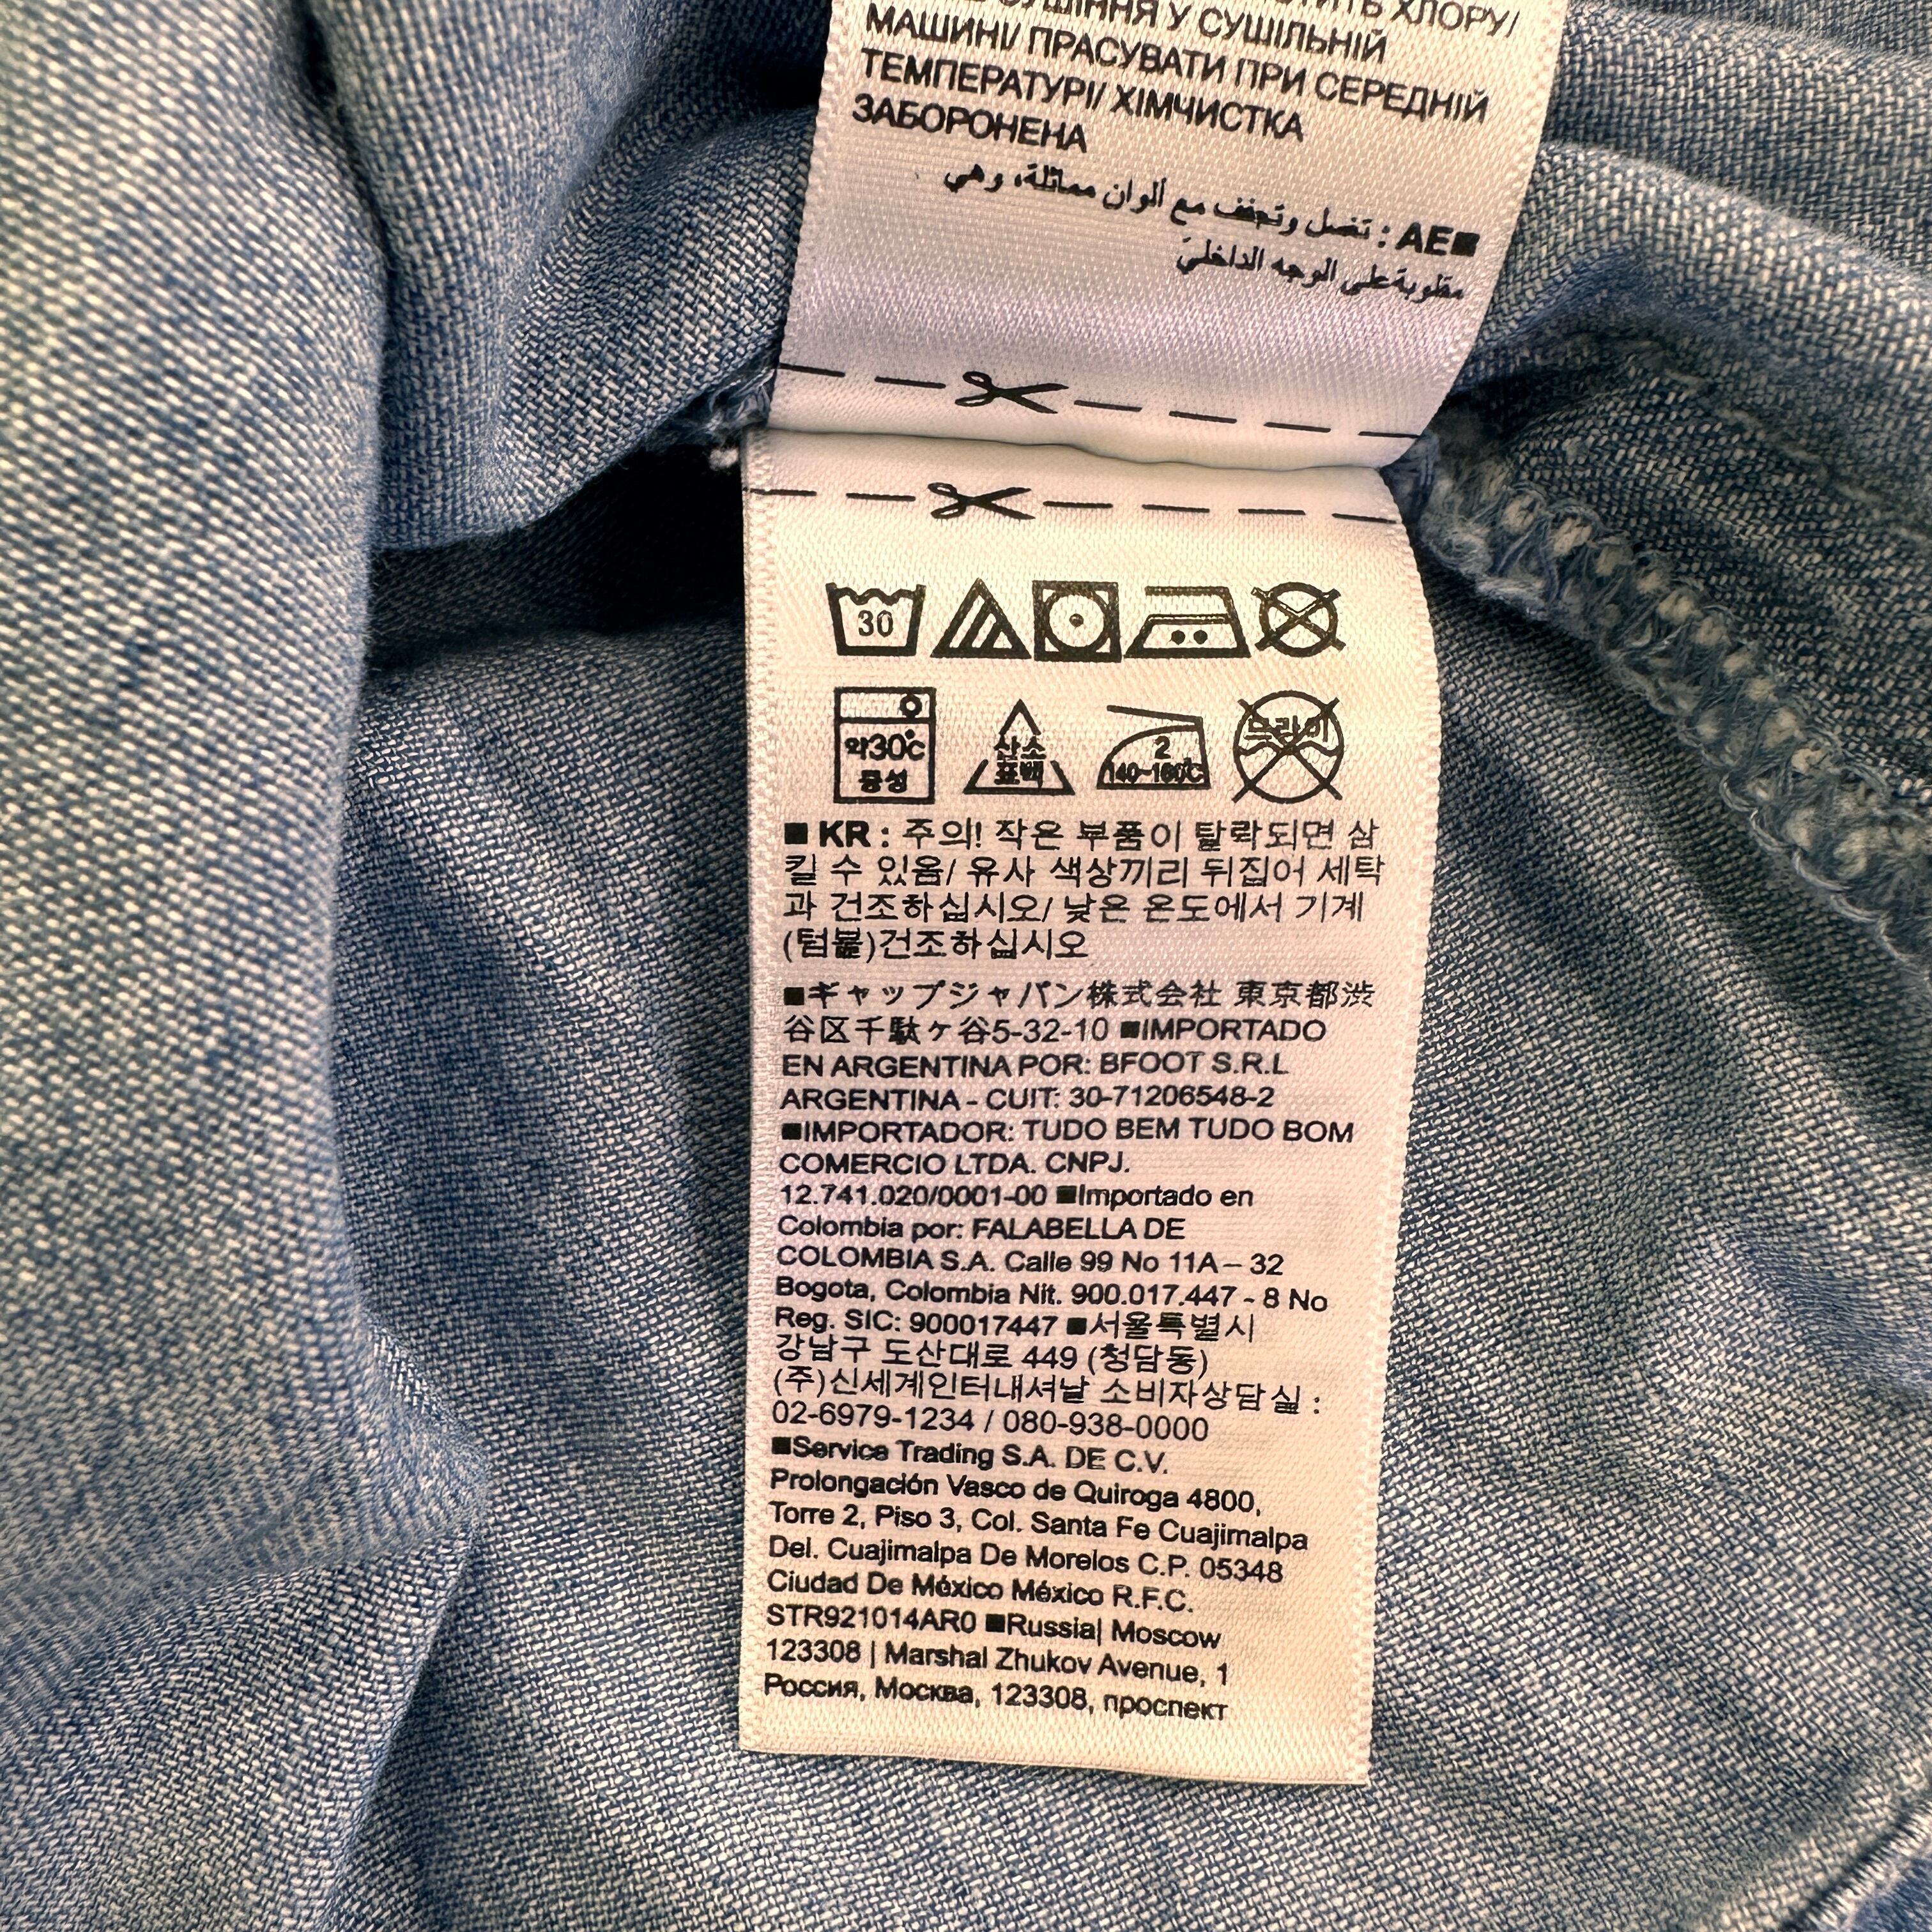 ХЛОРУ/
СУШІННЯ У СУШІЛЬНІЙ
МАШИНІ/ ПРАСУВАТИ ПРИ СЕРЕДНІЙ
ТЕМПЕРАТУРІ/ ХІМЧИСТКА
ЗАБОРОНЕНА
■AE : تغسل وتجفف مع ألوان مماثلة، وهي
مقلوبة على الوجه الداخليّ
30
약30℃
중성
산소
표백
2
140~160℃
드라이
■ KR : 주의! 작은 부품이 탈락되면 삼
킬 수 있음/ 유사 색상끼리 뒤집어 세탁
과 건조하십시오/ 낮은 온도에서 기계
(텀블)건조하십시오
■ギャップジャパン株式会社 東京都渋
谷区千駄ヶ谷5-32-10 ■IMPORTADO
EN ARGENTINA POR: BFOOT S.R.L
ARGENTINA - CUIT: 30-71206548-2
■IMPORTADOR: TUDO BEM TUDO BOM
COMERCIO LTDA. CNPJ.
12.741.020/0001-00 ■Importado en
Colombia por: FALABELLA DE
COLOMBIA S.A. Calle 99 No 11A – 32
Bogota, Colombia Nit. 900.017.447 - 8 No
Reg. SIC: 900017447 ■서울특별시
강남구 도산대로 449 (청담동)
(주)신세계인터내셔날 소비자상담실 :
02-6979-1234 / 080-938-0000
■Service Trading S.A. DE C.V.
Prolongación Vasco de Quiroga 4800,
Torre 2, Piso 3, Col. Santa Fe Cuajimalpa
Del. Cuajimalpa De Morelos C.P. 05348
Ciudad De México México R.F.C.
STR921014AR0 ■Russia| Moscow
123308 | Marshal Zhukov Avenue, 1
Россия, Москва, 123308, проспект